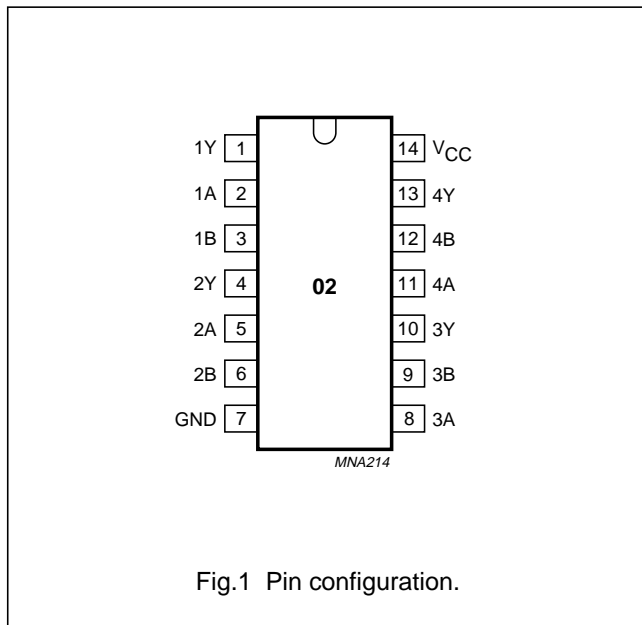 1Y 1 14 VCC
1A 2 13 4Y
1B 3 12 4B
2Y 4 02 11 4A
2A 5 10 3Y
2B 6 9 3B
GND 7 8 3A
MNA214
Fig.1 Pin configuration.